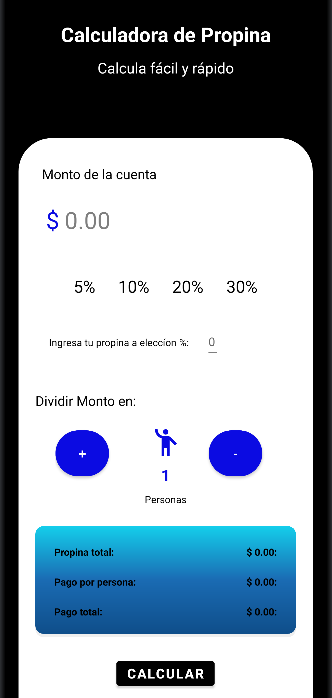 Calculadora de Propina
Calcula fácil y rápido
Monto de la cuenta
$ 0.00
5% 10% 20% 30%
Ingresa tu propina a eleccíon %: 0
Dividir Monto en:
+ -
1
Personas
Propina total: $ 0.00:
Pago por persona: $ 0.00:
Pago total: $ 0.00:
CALCULAR